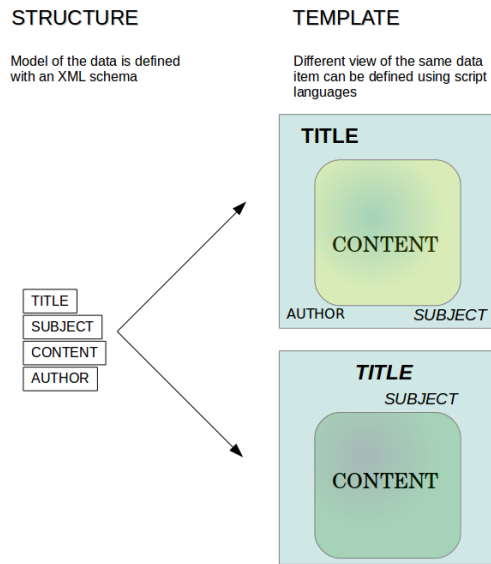 STRUCTURE
Model of the data is defined
with an XML schema
TITLE
SUBJECT
CONTENT
AUTHOR
TEMPLATE
Different view of the same data
item can be defined using script
languages
TITLE
CONTENT
AUTHOR SUBJECT
TITLE
SUBJECT
CONTENT